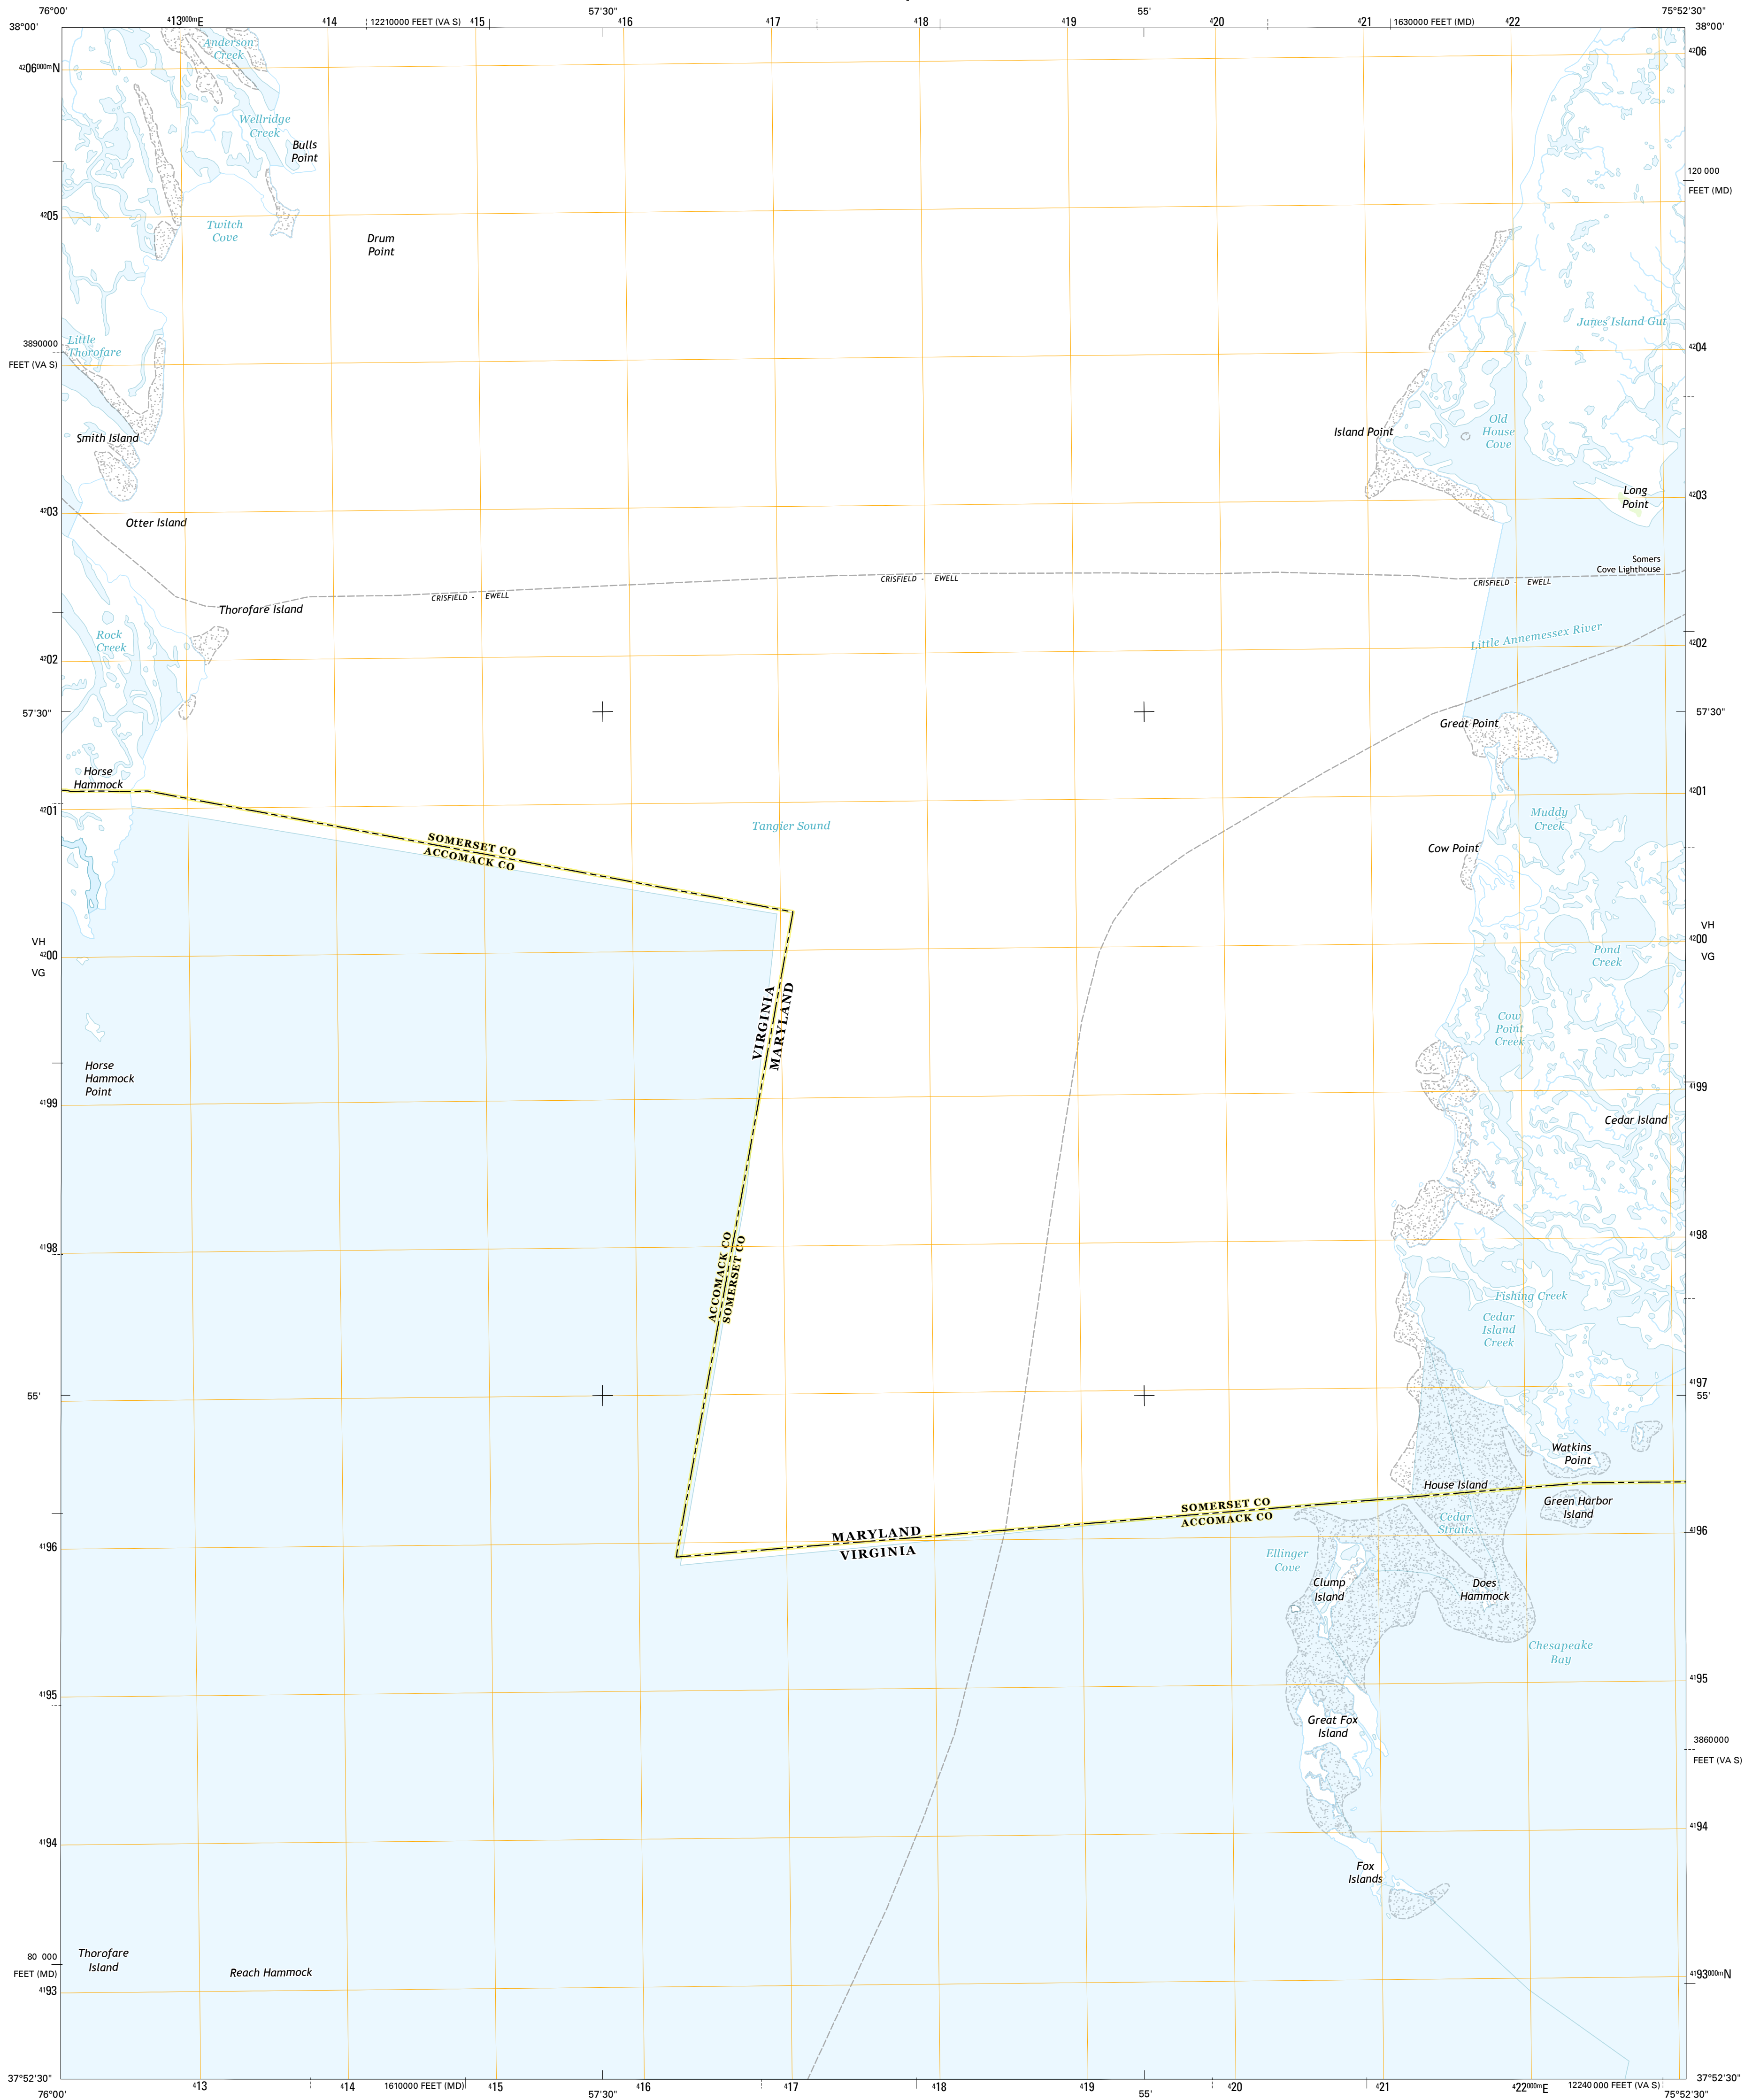 76°00'
413000mE
414
12210000 FEET (VA S)
415
57'30"
416
417
418
419
55'
420
421
1630000 FEET (MD)
422
75°52'30"
38°00'
38°00'
Anderson
Creek
4206000mN
4206
Wellridge
Creek
Bulls
Point
120 000
FEET (MD)
4205
4205
Twitch
Cove
Drum
Point
Janes Island Gut
Little
Thorofare
3890000
FEET (VA S)
4204
Smith Island
Island Point
Old
House
Cove
Long
Point
4203
4203
Otter Island
Somers
Cove Lighthouse
CRISFIELD - EWELL
CRISFIELD - EWELL
CRISFIELD - EWELL
Thorofare Island
Rock
Creek
Little Annemessex River
4202
4202
57'30"
57'30"
Great Point
Horse
Hammock
4201
4201
Muddy
Creek
Tangier Sound
SOMERSET CO
ACCOMACK CO
Cow Point
VH
4200
VG
VH
4200
VG
Pond
Creek
VIRGINIA
MARYLAND
Cow
Point
Creek
Horse
Hammock
Point
4199
4199
Cedar Island
4198
4198
ACCOMACK CO
SOMERSET CO
Fishing Creek
Cedar
Island
Creek
4197
55'
55'
Watkins
Point
House Island
Green Harbor
Island
SOMERSET CO
ACCOMACK CO
Cedar
Straits
MARYLAND
VIRGINIA
4196
4196
Ellinger
Cove
Clump
Island
Does
Hammock
Chesapeake
Bay
4195
4195
Great Fox
Island
3860000
FEET (VA S)
4194
4194
Fox
Islands
80 000
FEET (MD)
Thorofare
Island
Reach Hammock
4193
4193000mN
37°52'30"
37°52'30"
76°00'
413
414
1610000 FEET (MD)
415
57'30"
416
417
418
419
55'
420
421
422000mE
12240000 FEET (VA S)
75°52'30"